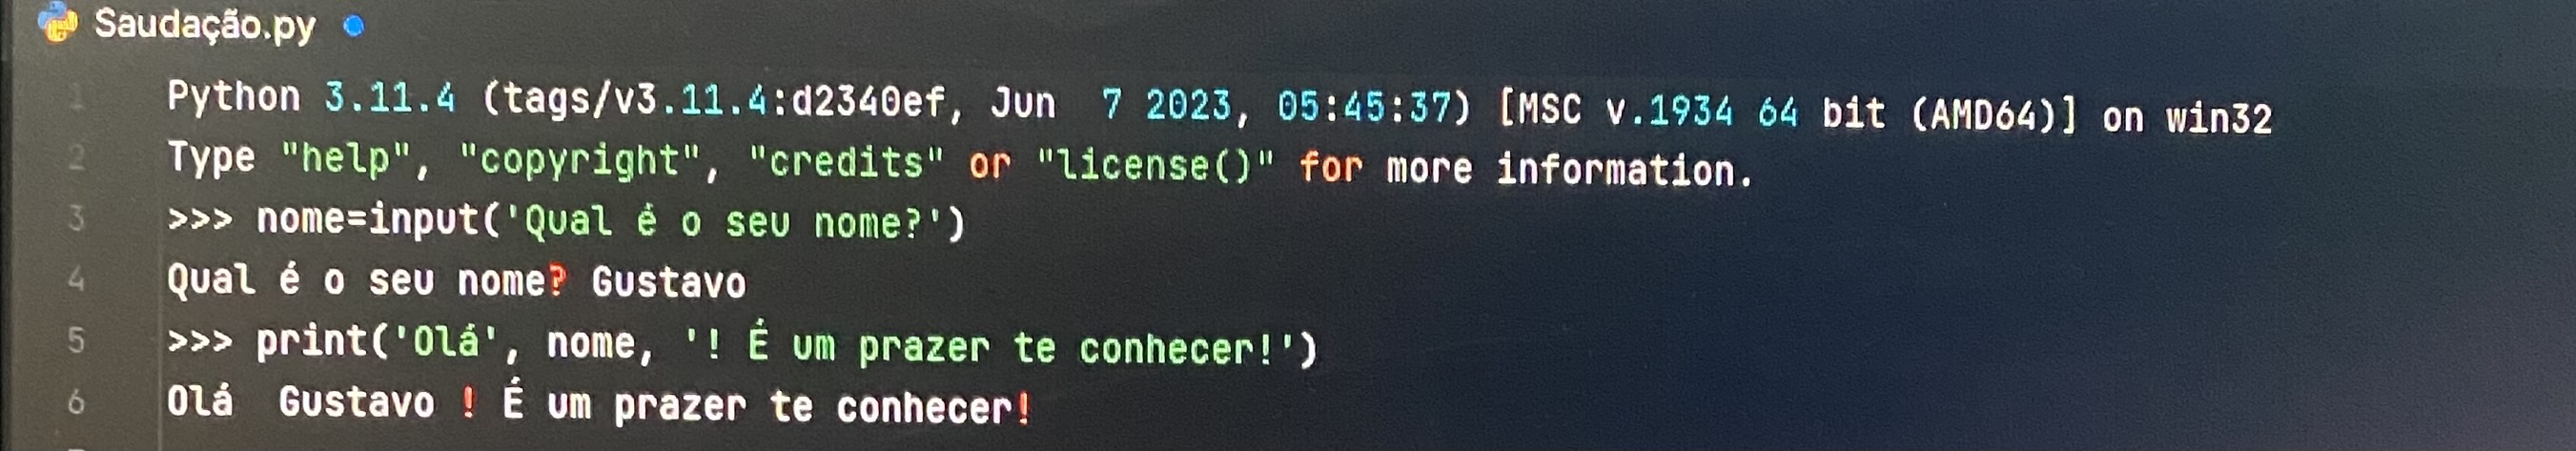 Saudação.py
1 Python 3.11.4 (tags/v3.11.4:d2340ef, Jun  7 2023, 05:45:37) [MSC v.1934 64 bit (AMD64)] on win32
2 Type "help", "copyright", "credits" or "license()" for more information.
3 >>> nome=input('Qual é o seu nome?')
4 Qual é o seu nome? Gustavo
5 >>> print('Olá', nome, '! É um prazer te conhecer!')
6 Olá  Gustavo ! É um prazer te conhecer!